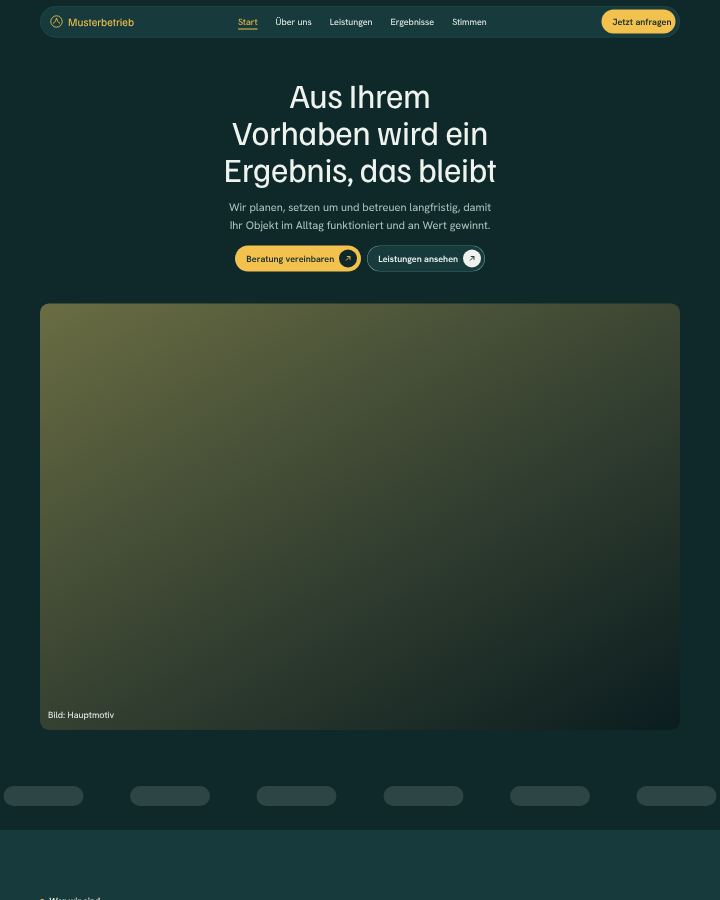 Musterbetrieb
Start
Über uns
Leistungen
Ergebnisse
Stimmen
Jetzt anfragen
Aus Ihrem
Vorhaben wird ein
Ergebnis, das bleibt
Wir planen, setzen um und betreuen langfristig, damit
Ihr Objekt im Alltag funktioniert und an Wert gewinnt.
Beratung vereinbaren
Leistungen ansehen
Bild: Hauptmotiv